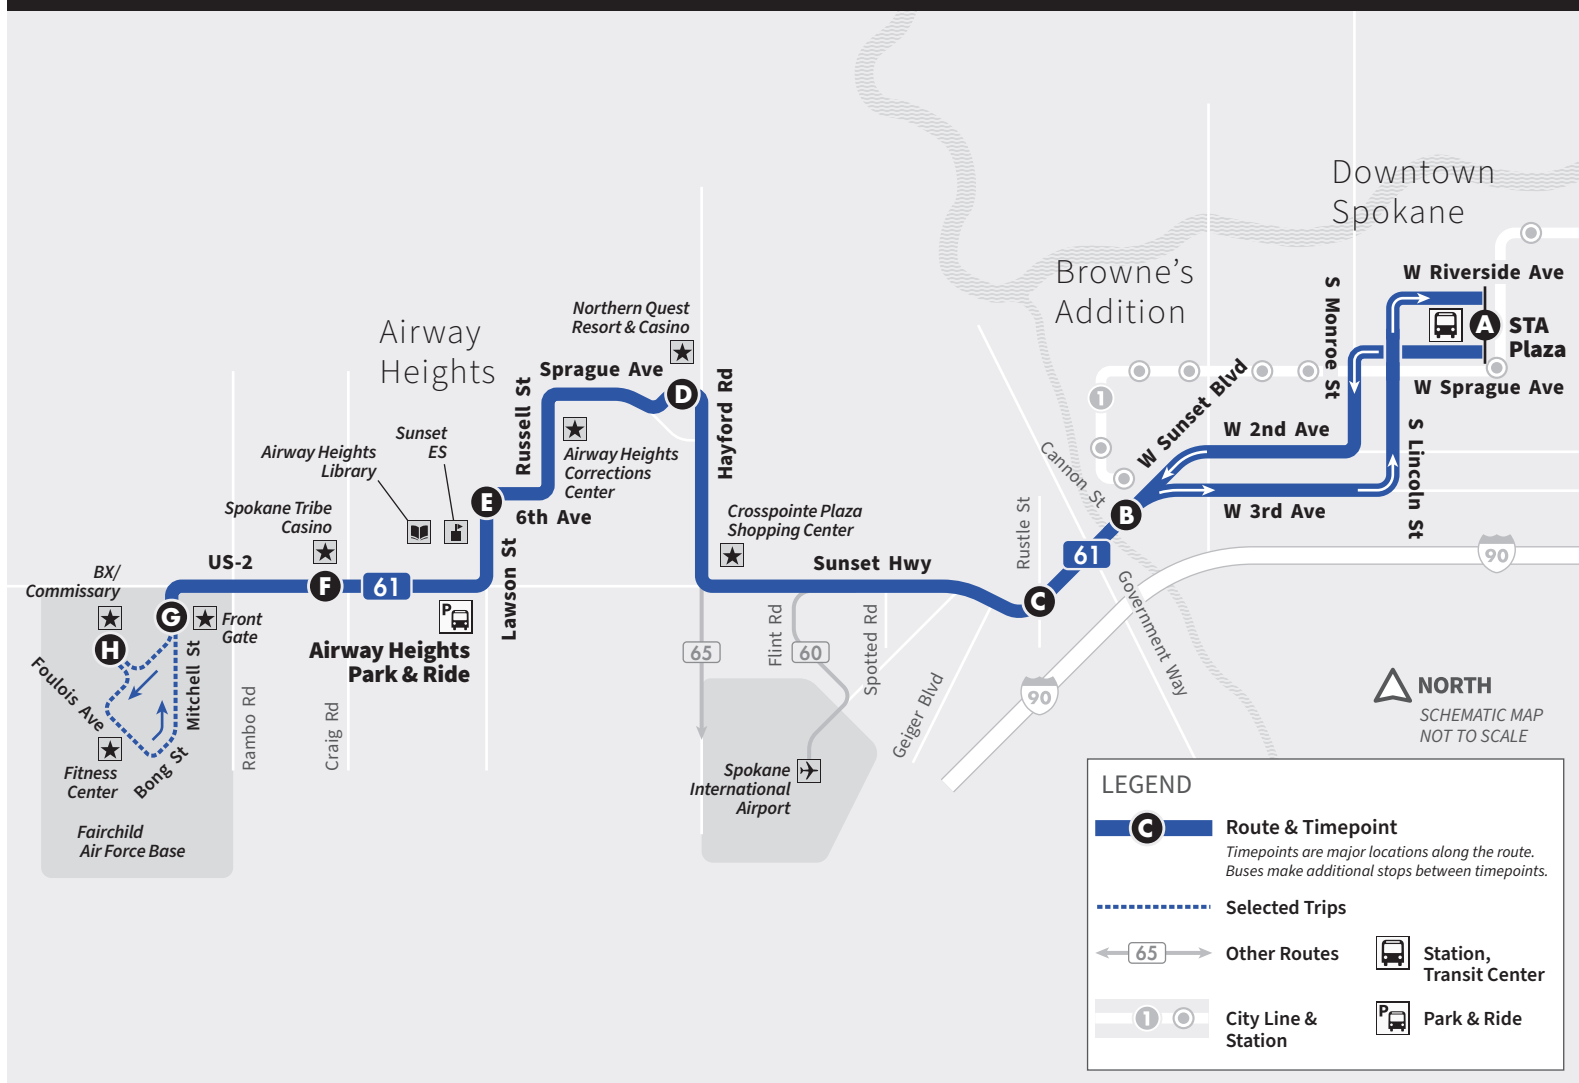 Downtown
Spokane
W Riverside Ave
A
STA
Plaza
W Sprague Ave
S Monroe St
S Lincoln St
Browne's
Addition
1
W Sunset Blvd
W 2nd Ave
W 3rd Ave
Cannon St
B
61
90
Government Way
Rustle St
C
Northern Quest
Resort & Casino
Airway
Heights
Sprague Ave
D
Hayford Rd
Russell St
Sunset
ES
Airway Heights
Library
Airway Heights
Corrections
Center
E
6th Ave
Spokane Tribe
Casino
Crosspointe Plaza
Shopping Center
Lawson St
US-2
Sunset Hwy
BX/
Commissary
F
61
G
Front
Gate
H
Airway Heights
Park & Ride
P
Foulois Ave
Mitchell St
Bong St
Rambo Rd
Craig Rd
65
Flint Rd
60
Spotted Rd
Geiger Blvd
90
Fitness
Center
Fairchild
Air Force Base
Spokane
International
Airport
NORTH
SCHEMATIC MAP
NOT TO SCALE
LEGEND
C
Route & Timepoint
Timepoints are major locations along the route.
Buses make additional stops between timepoints.
Selected Trips
65
Other Routes
Station,
Transit Center
1
City Line &
Station
P
Park & Ride